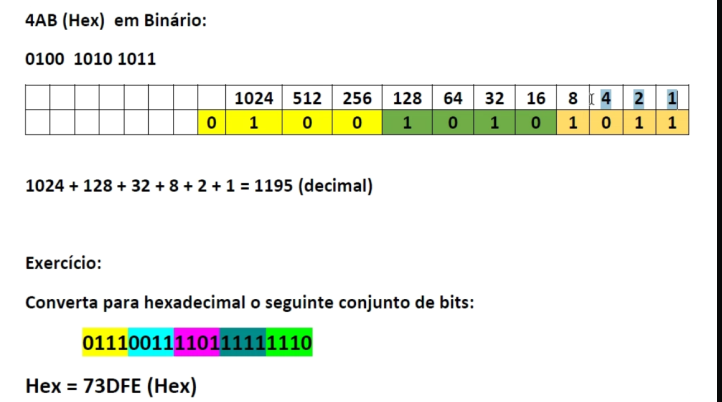 4AB (Hex) em Binário:
0100 1010 1011
1024 512 256 128 64 32 16 8 4 2 1
0 1 0 0 1 0 1 0 1 0 1 1
1024 + 128 + 32 + 8 + 2 + 1 = 1195 (decimal)
Exercício:
Converta para hexadecimal o seguinte conjunto de bits:
01110011110111111110
Hex = 73DFE (Hex)